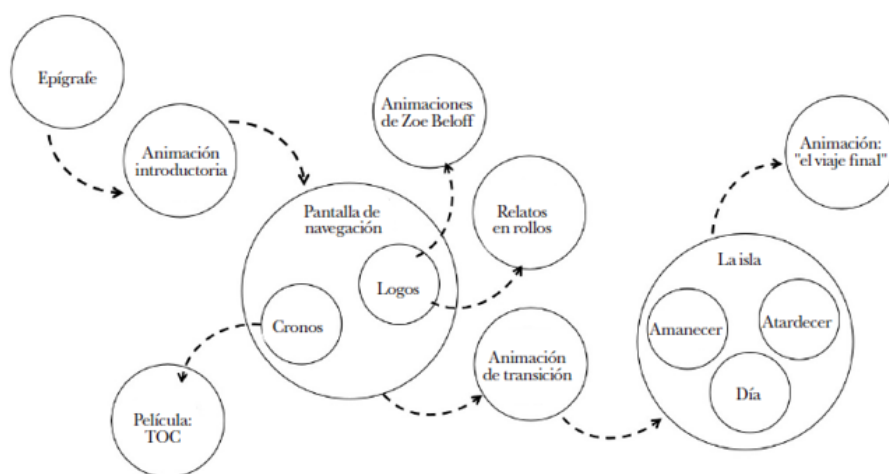 Epígrafe
Animación
introductoria
Pantalla de
navegación
Cronos
Logos
Película:
TOC
Animaciones
de Zoe Beloff
Relatos
en rollos
Animación
de transición
La isla
Amanecer
Atardecer
Día
Animación:
"el viaje final"